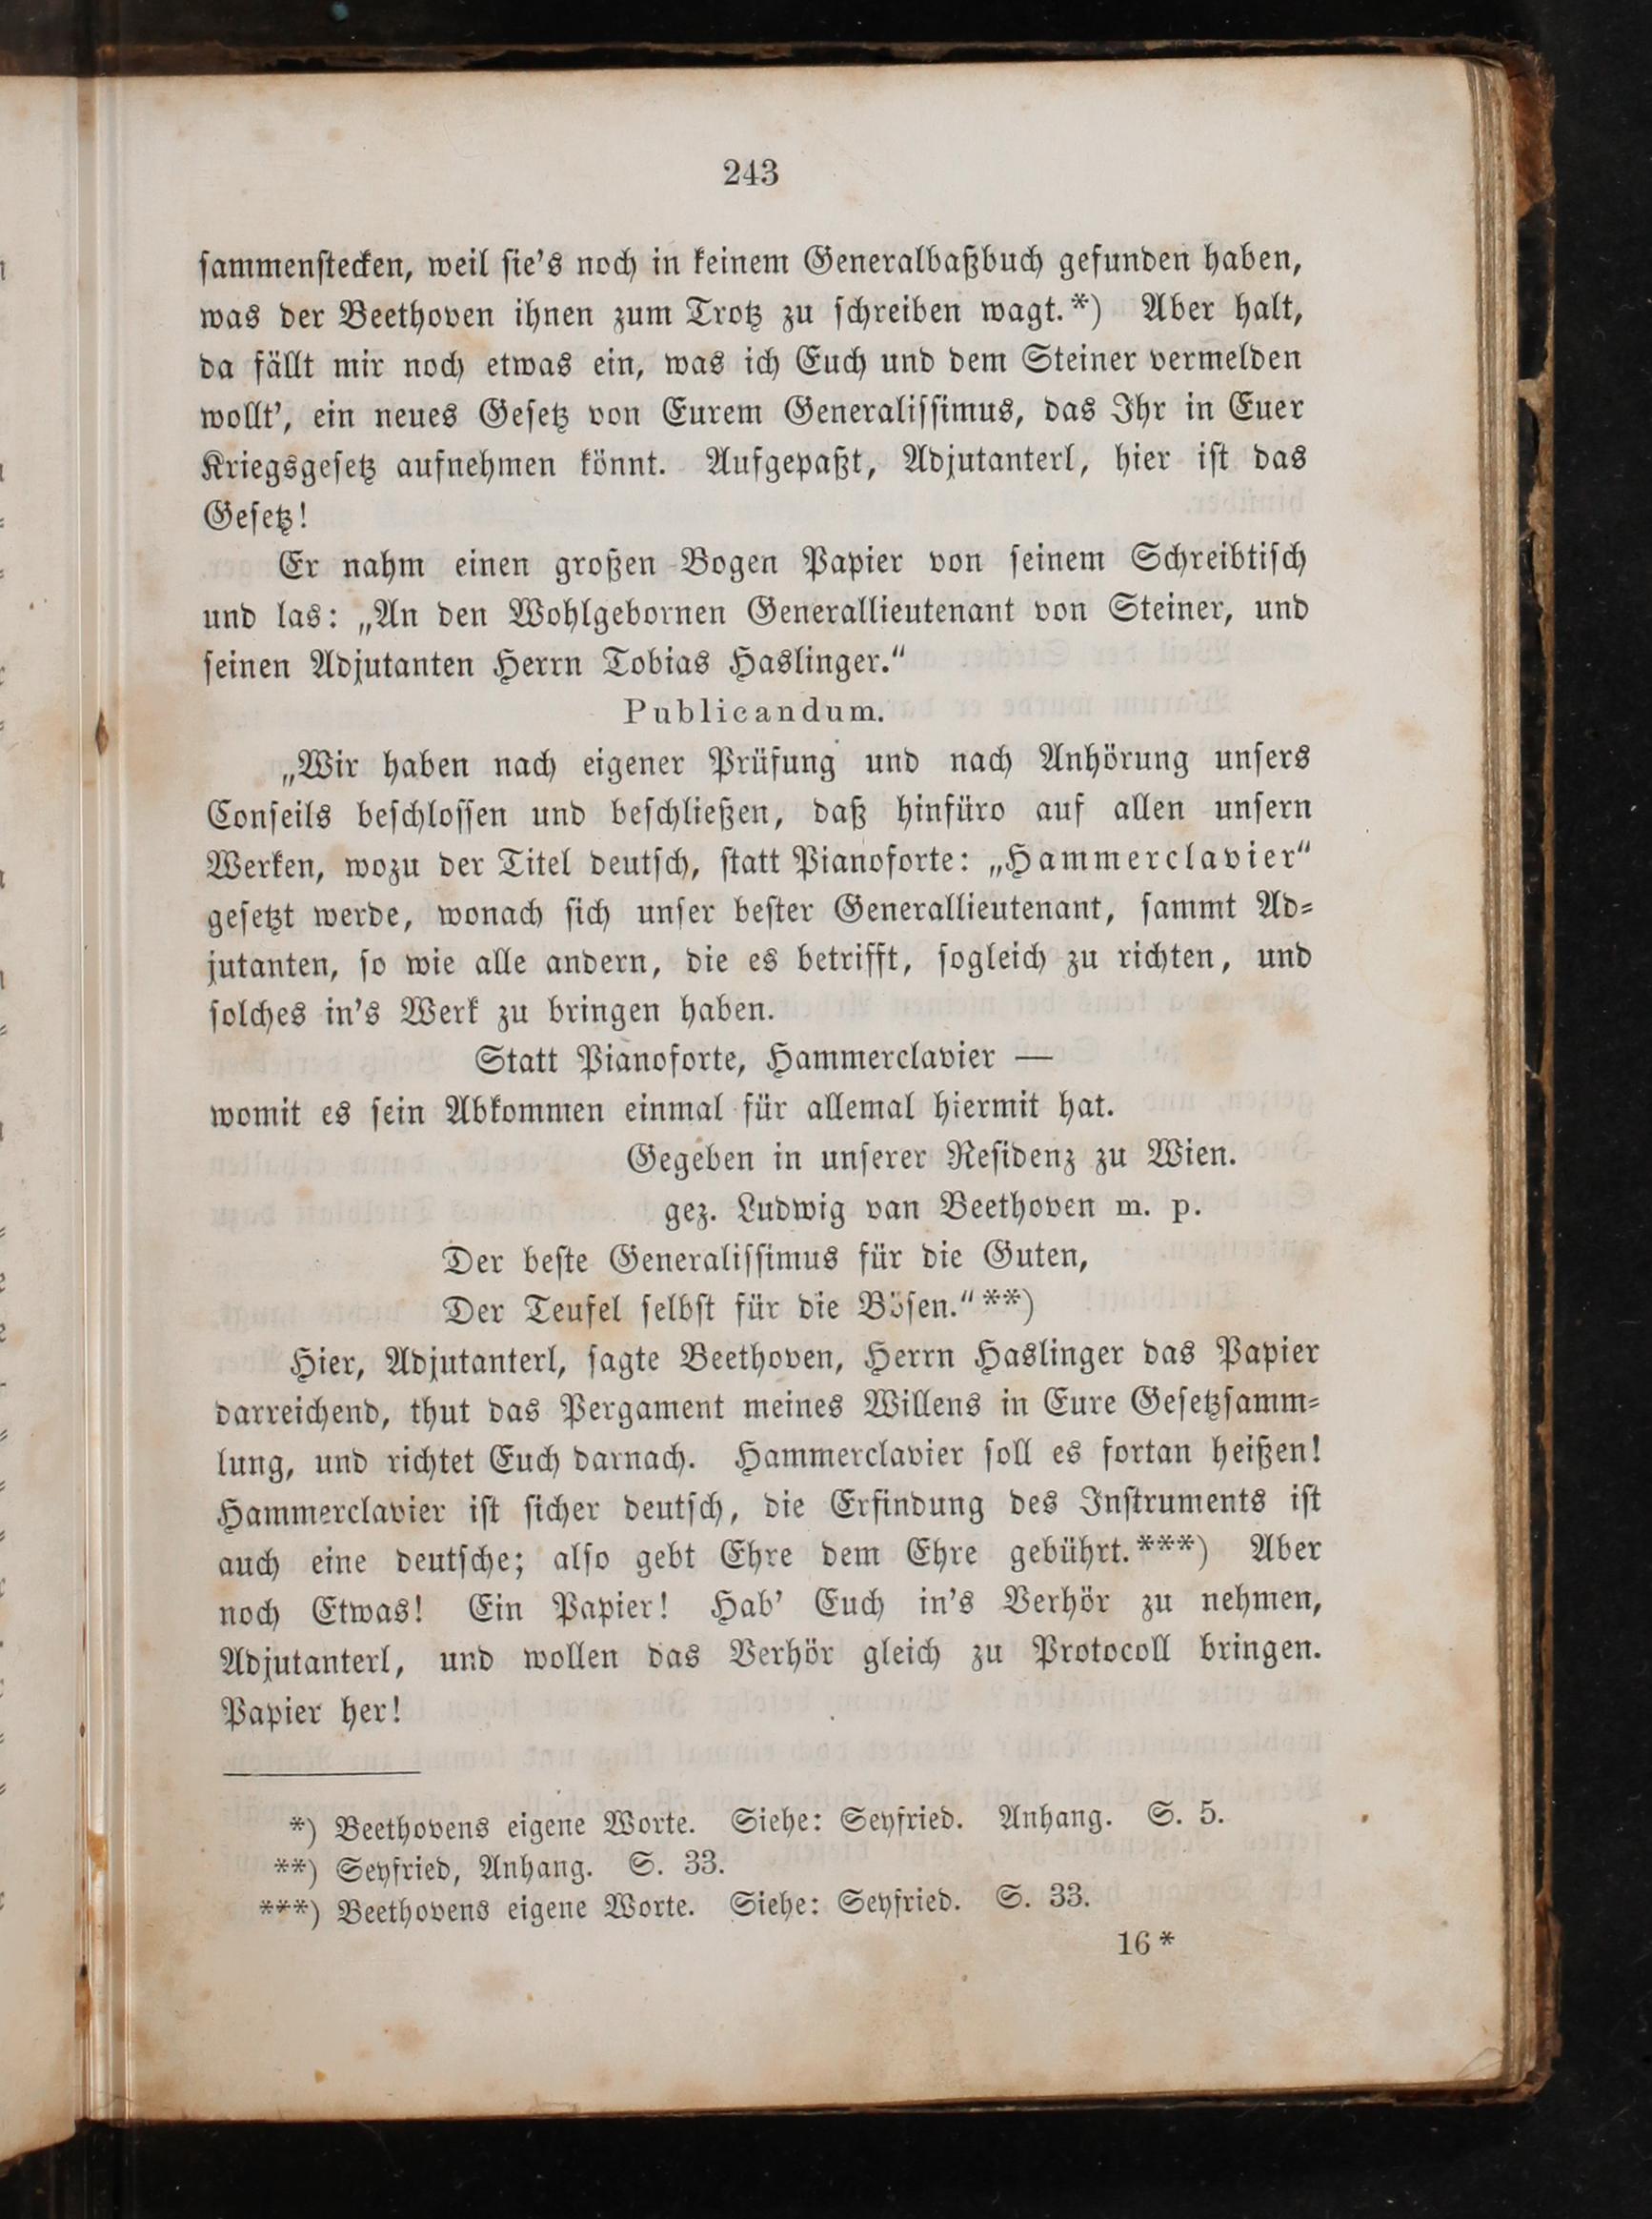 243
sammenstecken, weil sie's noch in keinem Generalbaßbuch gefunden haben,
was der Beethoven ihnen zum Trotz zu schreiben wagt.*) Aber halt,
da fällt mir noch etwas ein, was ich Euch und dem Steiner vermelden
wollt', ein neues Gesetz von Eurem Generalissimus, das Ihr in Euer
Kriegsgesetz aufnehmen könnt. Aufgepaßt, Adjutanterl, hier ist das
Gesetz!
Er nahm einen großen Bogen Papier von seinem Schreibtisch
und las: „An den Wohlgebornen Generallieutenant von Steiner, und
seinen Adjutanten Herrn Tobias Haslinger.“
Publicandum.
„Wir haben nach eigener Prüfung und nach Anhörung unsers
Conseils beschlossen und beschließen, daß hinfüro auf allen unsern
Werken, wozu der Titel deutsch, statt Pianoforte: „Hammerclavier“
gesetzt werde, wonach sich unser bester Generallieutenant, sammt Ad-
jutanten, so wie alle andern, die es betrifft, sogleich zu richten, und
solches in's Werk zu bringen haben.
Statt Pianoforte, Hammerclavier —
womit es sein Abkommen einmal für allemal hiermit hat.
Gegeben in unserer Residenz zu Wien.
gez. Ludwig van Beethoven m. p.
Der beste Generalissimus für die Guten,
Der Teufel selbst für die Bösen.“**)
Hier, Adjutanterl, sagte Beethoven, Herrn Haslinger das Papier
darreichend, thut das Pergament meines Willens in Eure Gesetzsamm-
lung, und richtet Euch darnach. Hammerclavier soll es fortan heißen!
Hammerclavier ist sicher deutsch, die Erfindung des Instruments ist
auch eine deutsche; also gebt Ehre dem Ehre gebührt.***) Aber
noch Etwas! Ein Papier! Hab' Euch in's Verhör zu nehmen,
Adjutanterl, und wollen das Verhör gleich zu Protocoll bringen.
Papier her!
*) Beethovens eigene Worte. Siehe: Seyfried. Anhang. S. 5.
**) Seyfried, Anhang. S. 33.
***) Beethovens eigene Worte. Siehe: Seyfried. S. 33.
16*